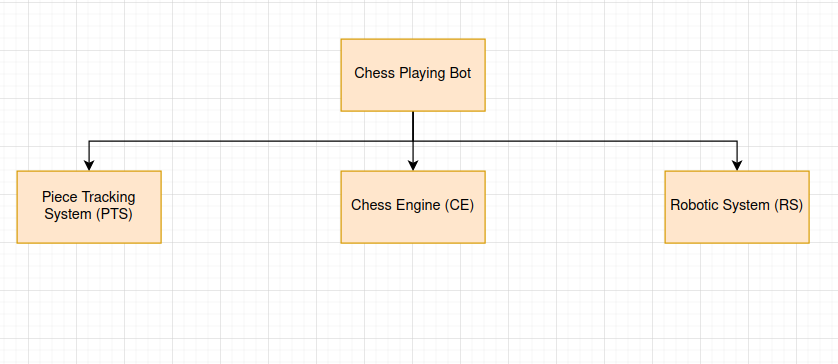 Chess Playing Bot
Piece Tracking
System (PTS)
Chess Engine (CE)
Robotic System (RS)